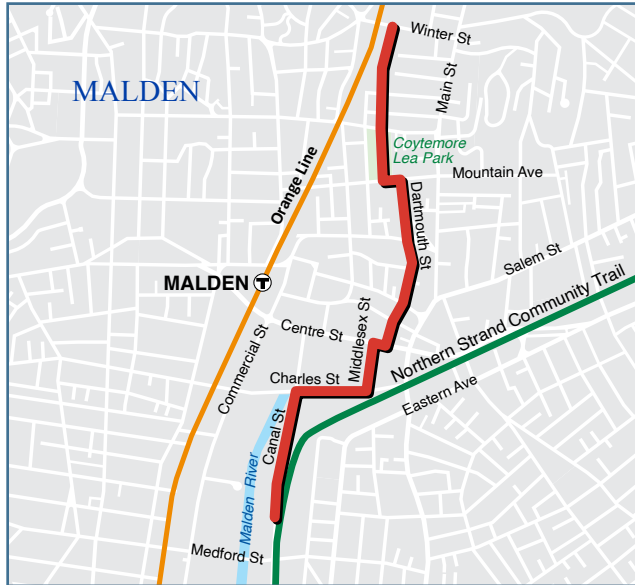 Winter St
MALDEN
Main St
Coytemore
Lea Park
Orange Line
Mountain Ave
Dartmouth St
Salem St
MALDEN T
Northern Strand Community Trail
Middlesex St
Centre St
Commercial St
Charles St
Eastern Ave
Canal St
Malden River
Medford St